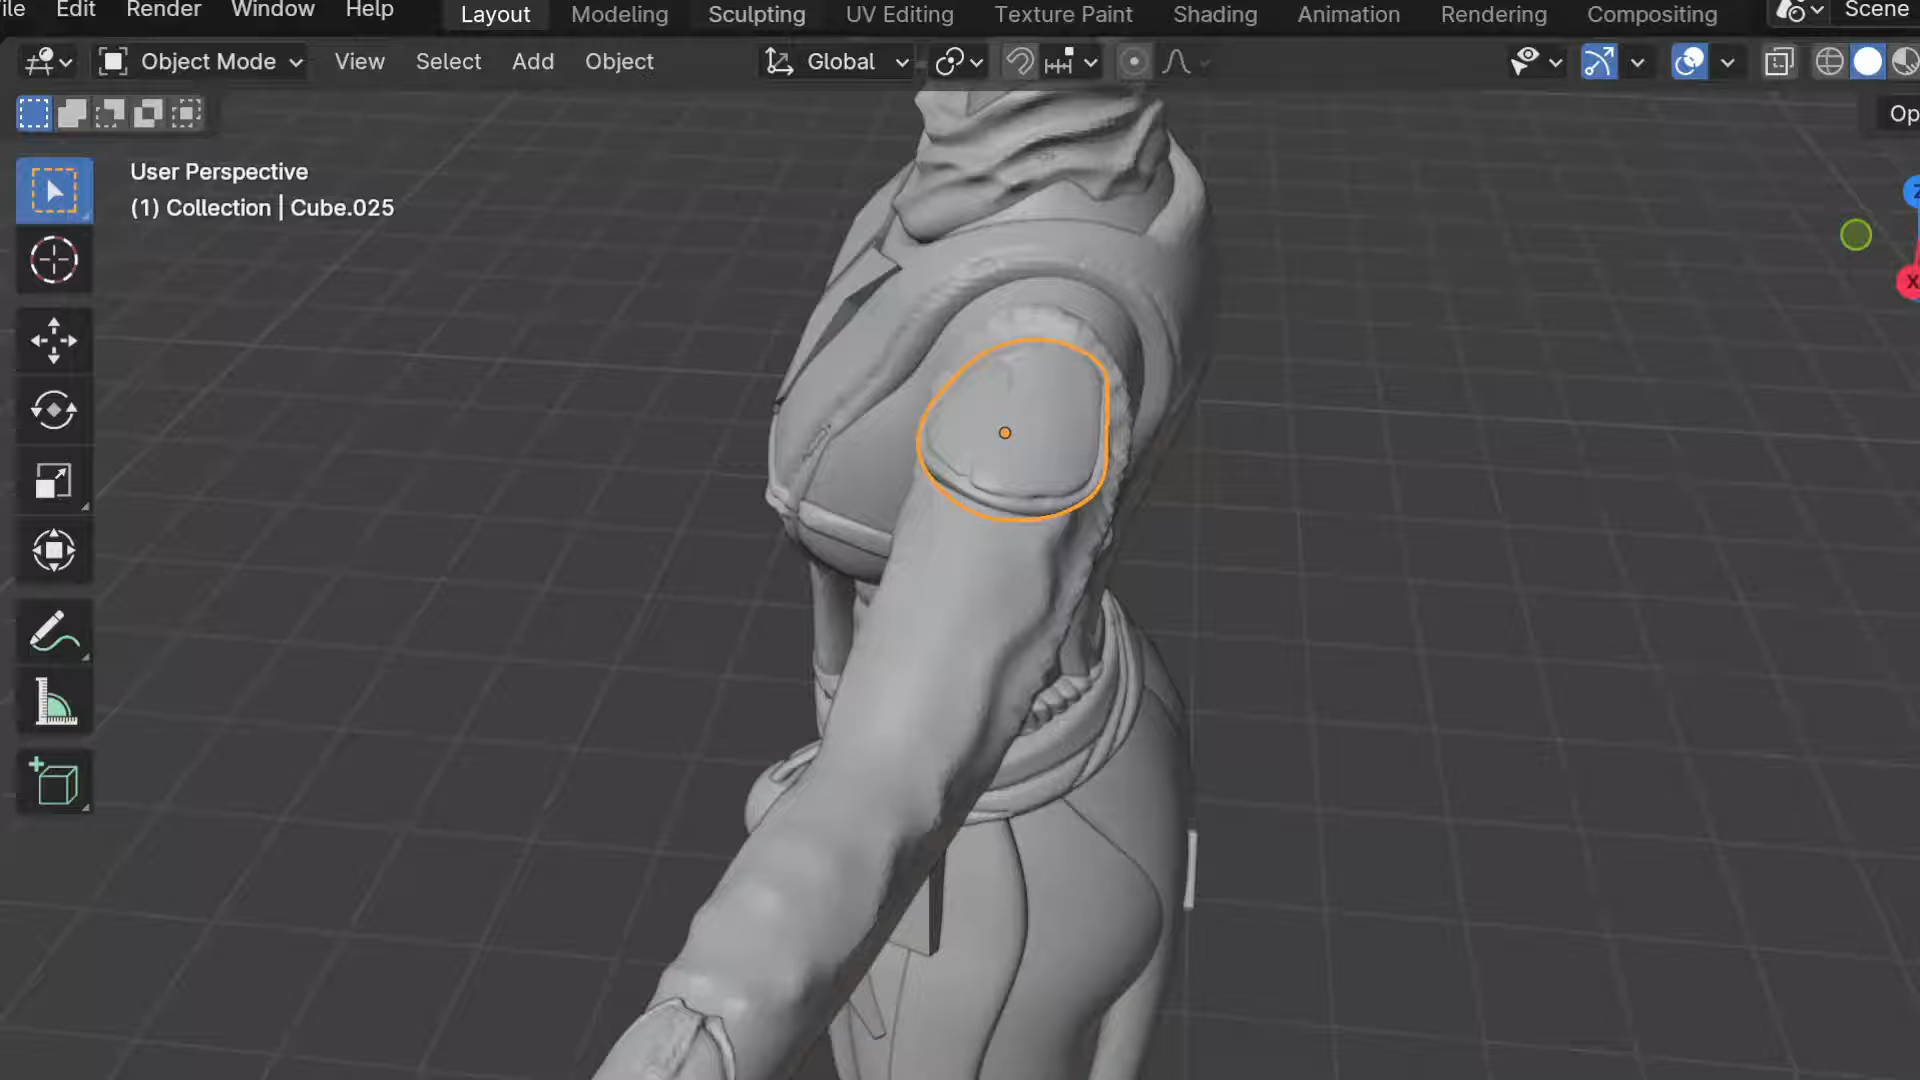 ile Edit Render Window Help Layout Modeling Sculpting UV Editing Texture Paint Shading Animation Rendering Compositing Scene
Object Mode View Select Add Object Global
Op
User Perspective
(1) Collection | Cube.025
Z
X